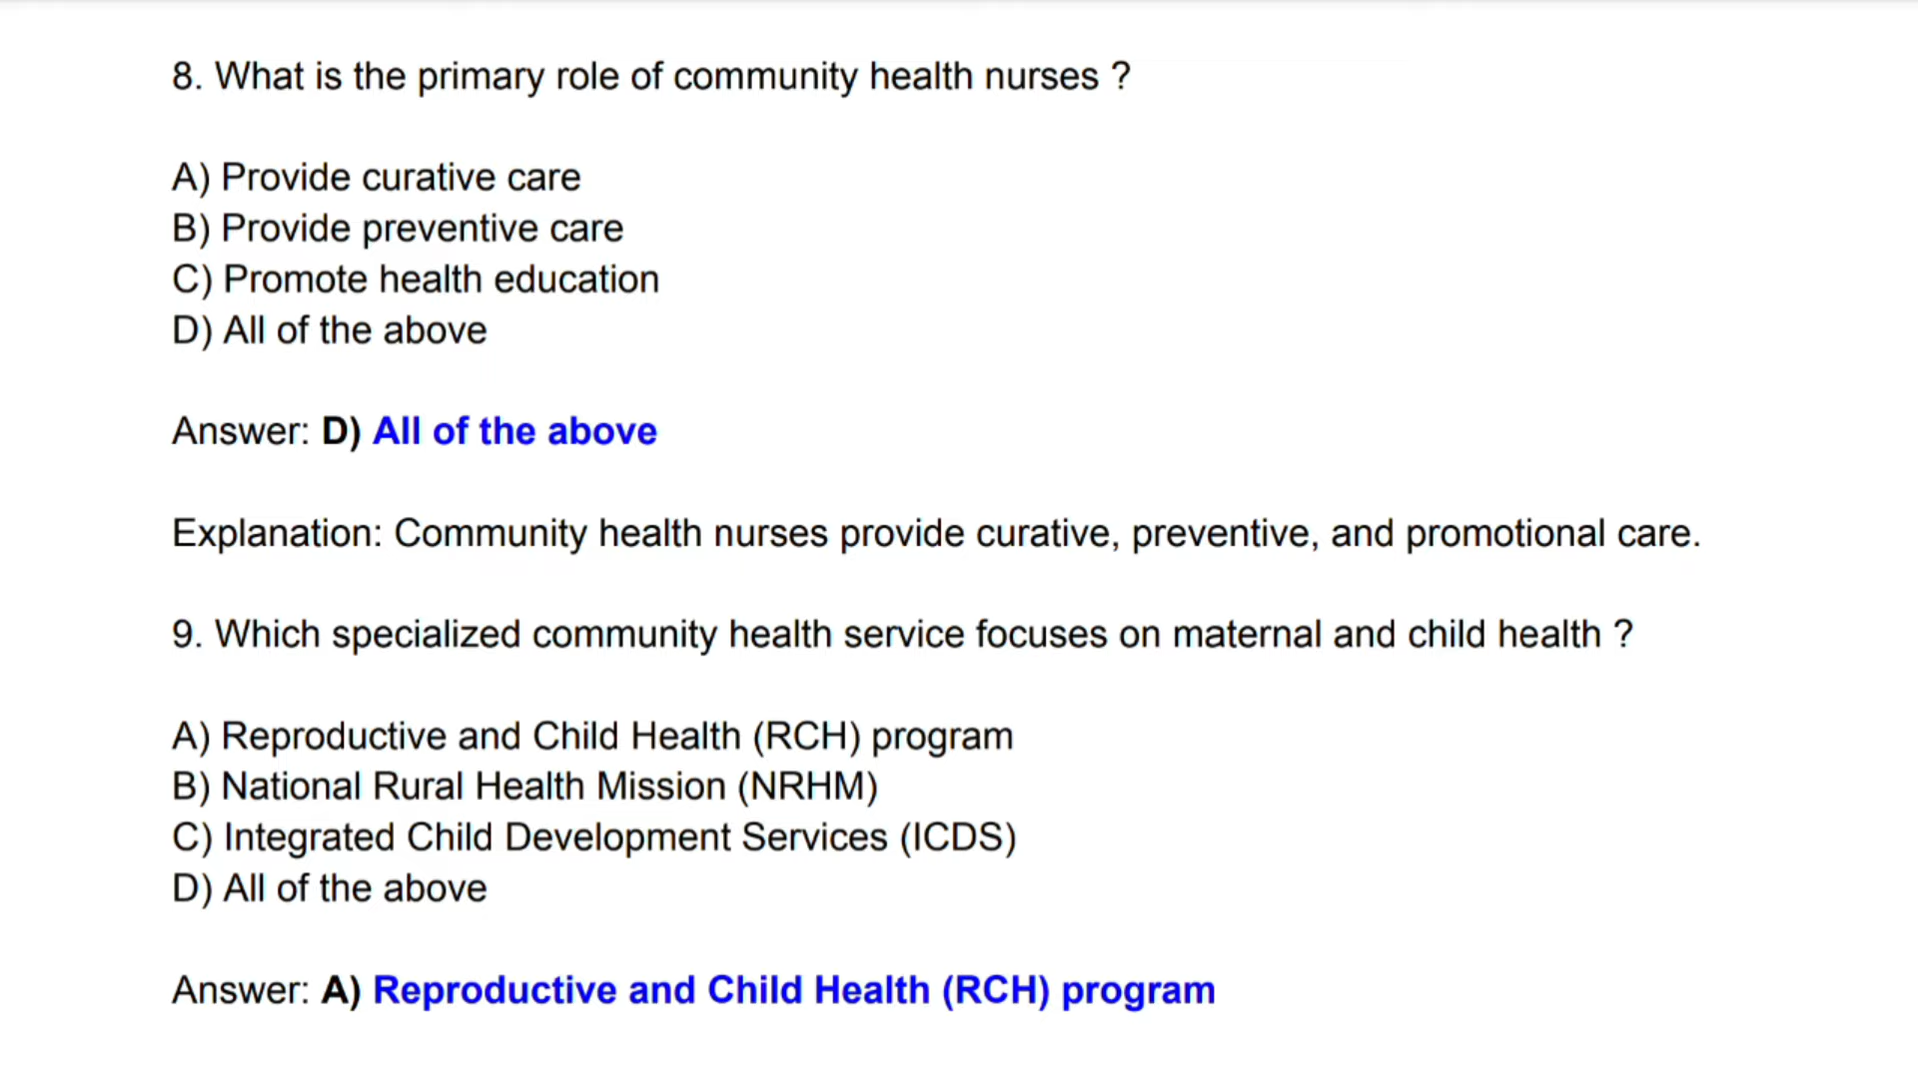 8. What is the primary role of community health nurses ?
A) Provide curative care
B) Provide preventive care
C) Promote health education
D) All of the above
Answer: D) All of the above
Explanation: Community health nurses provide curative, preventive, and promotional care.
9. Which specialized community health service focuses on maternal and child health ?
A) Reproductive and Child Health (RCH) program
B) National Rural Health Mission (NRHM)
C) Integrated Child Development Services (ICDS)
D) All of the above
Answer: A) Reproductive and Child Health (RCH) program